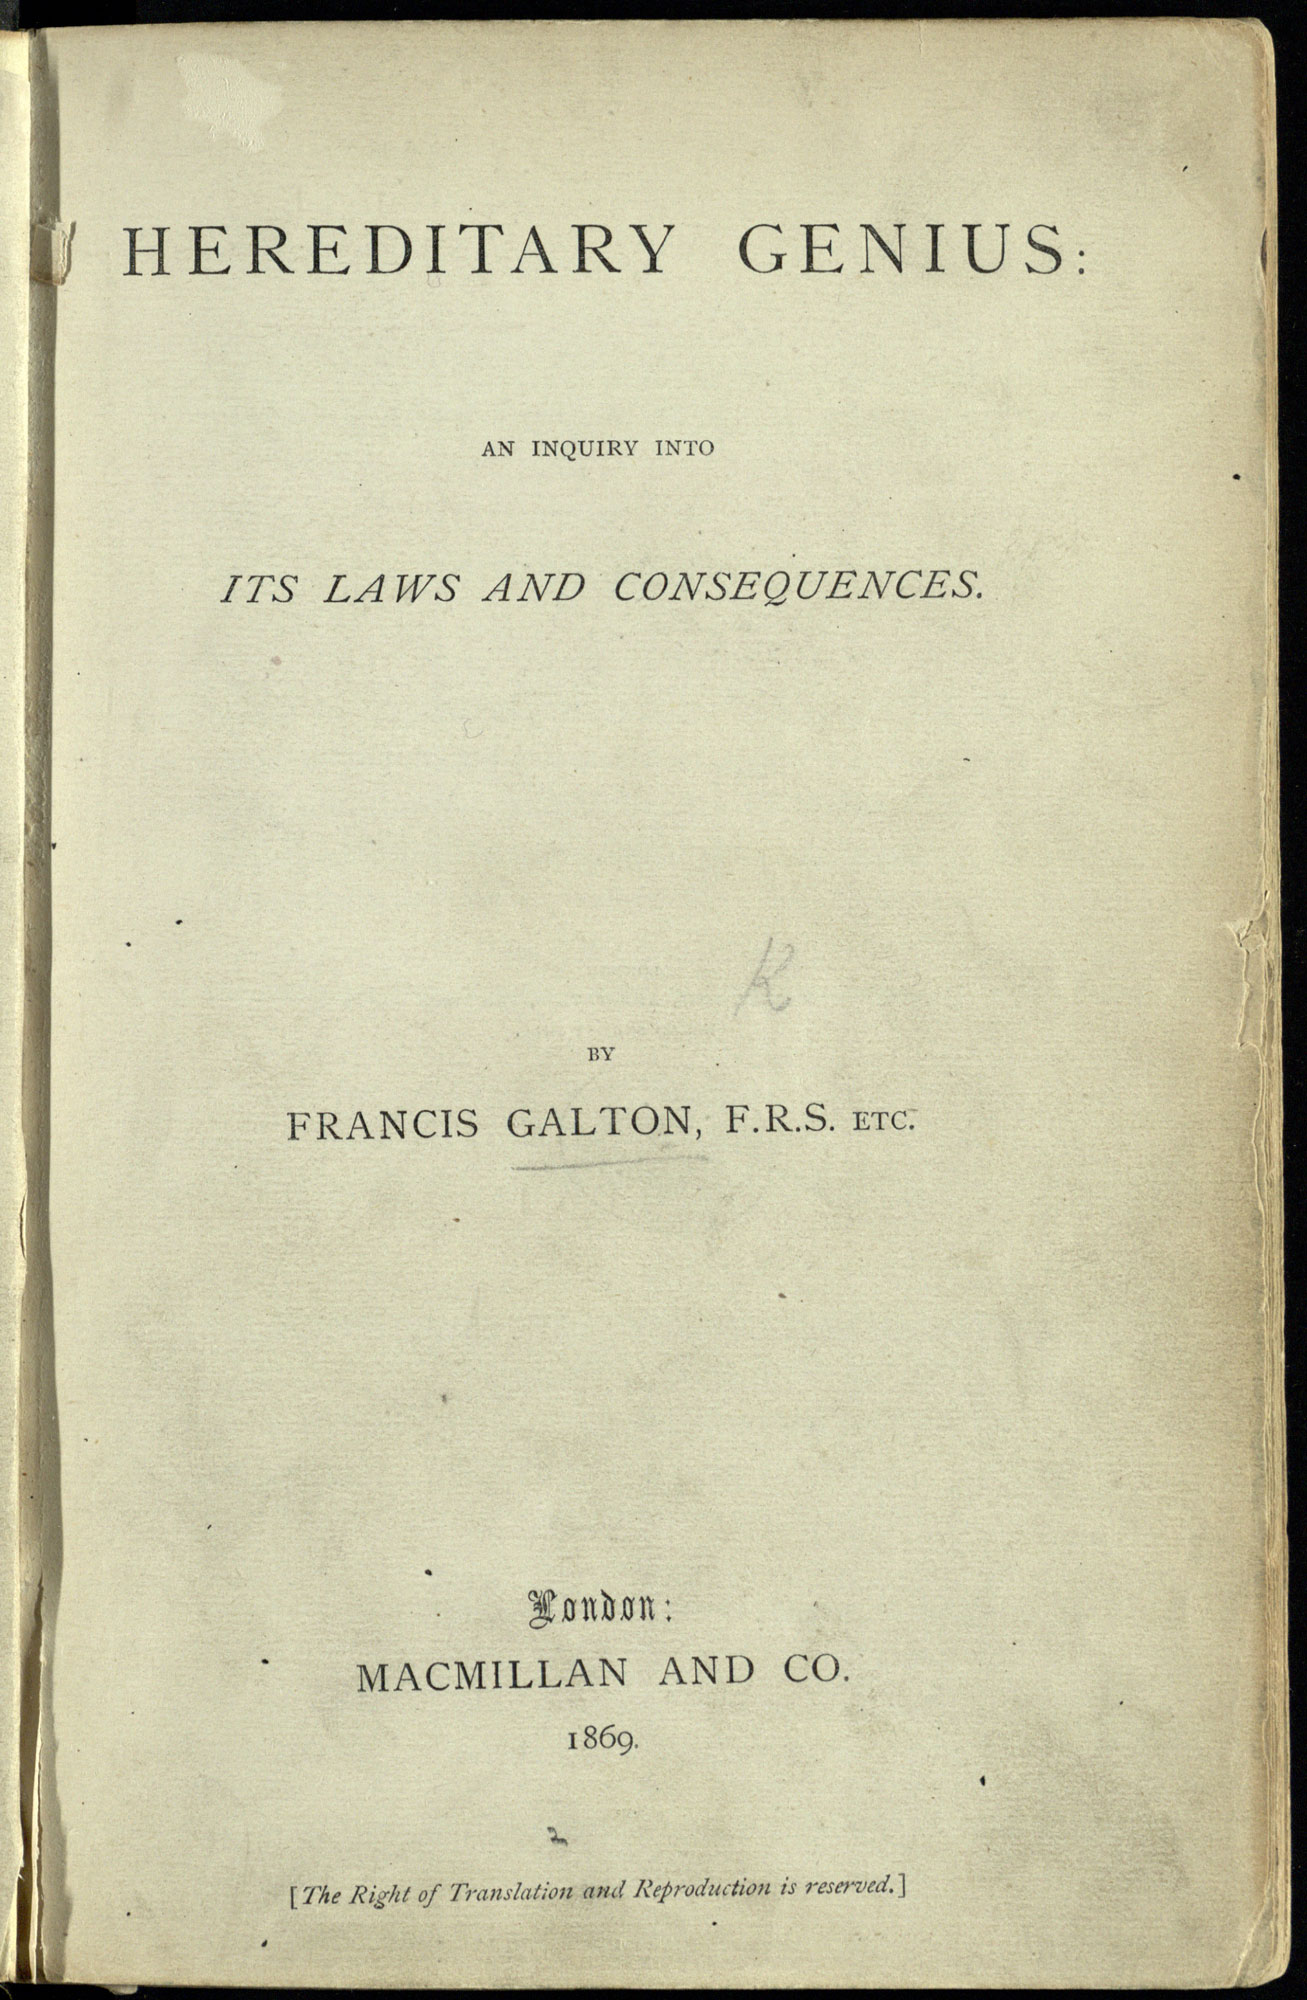 HEREDITARY GENIUS:
AN INQUIRY INTO
ITS LAWS AND CONSEQUENCES.
K
BY
FRANCIS GALTON, F.R.S. ETC.
London:
MACMILLAN AND CO.
1869.
2
[The Right of Translation and Reproduction is reserved.]